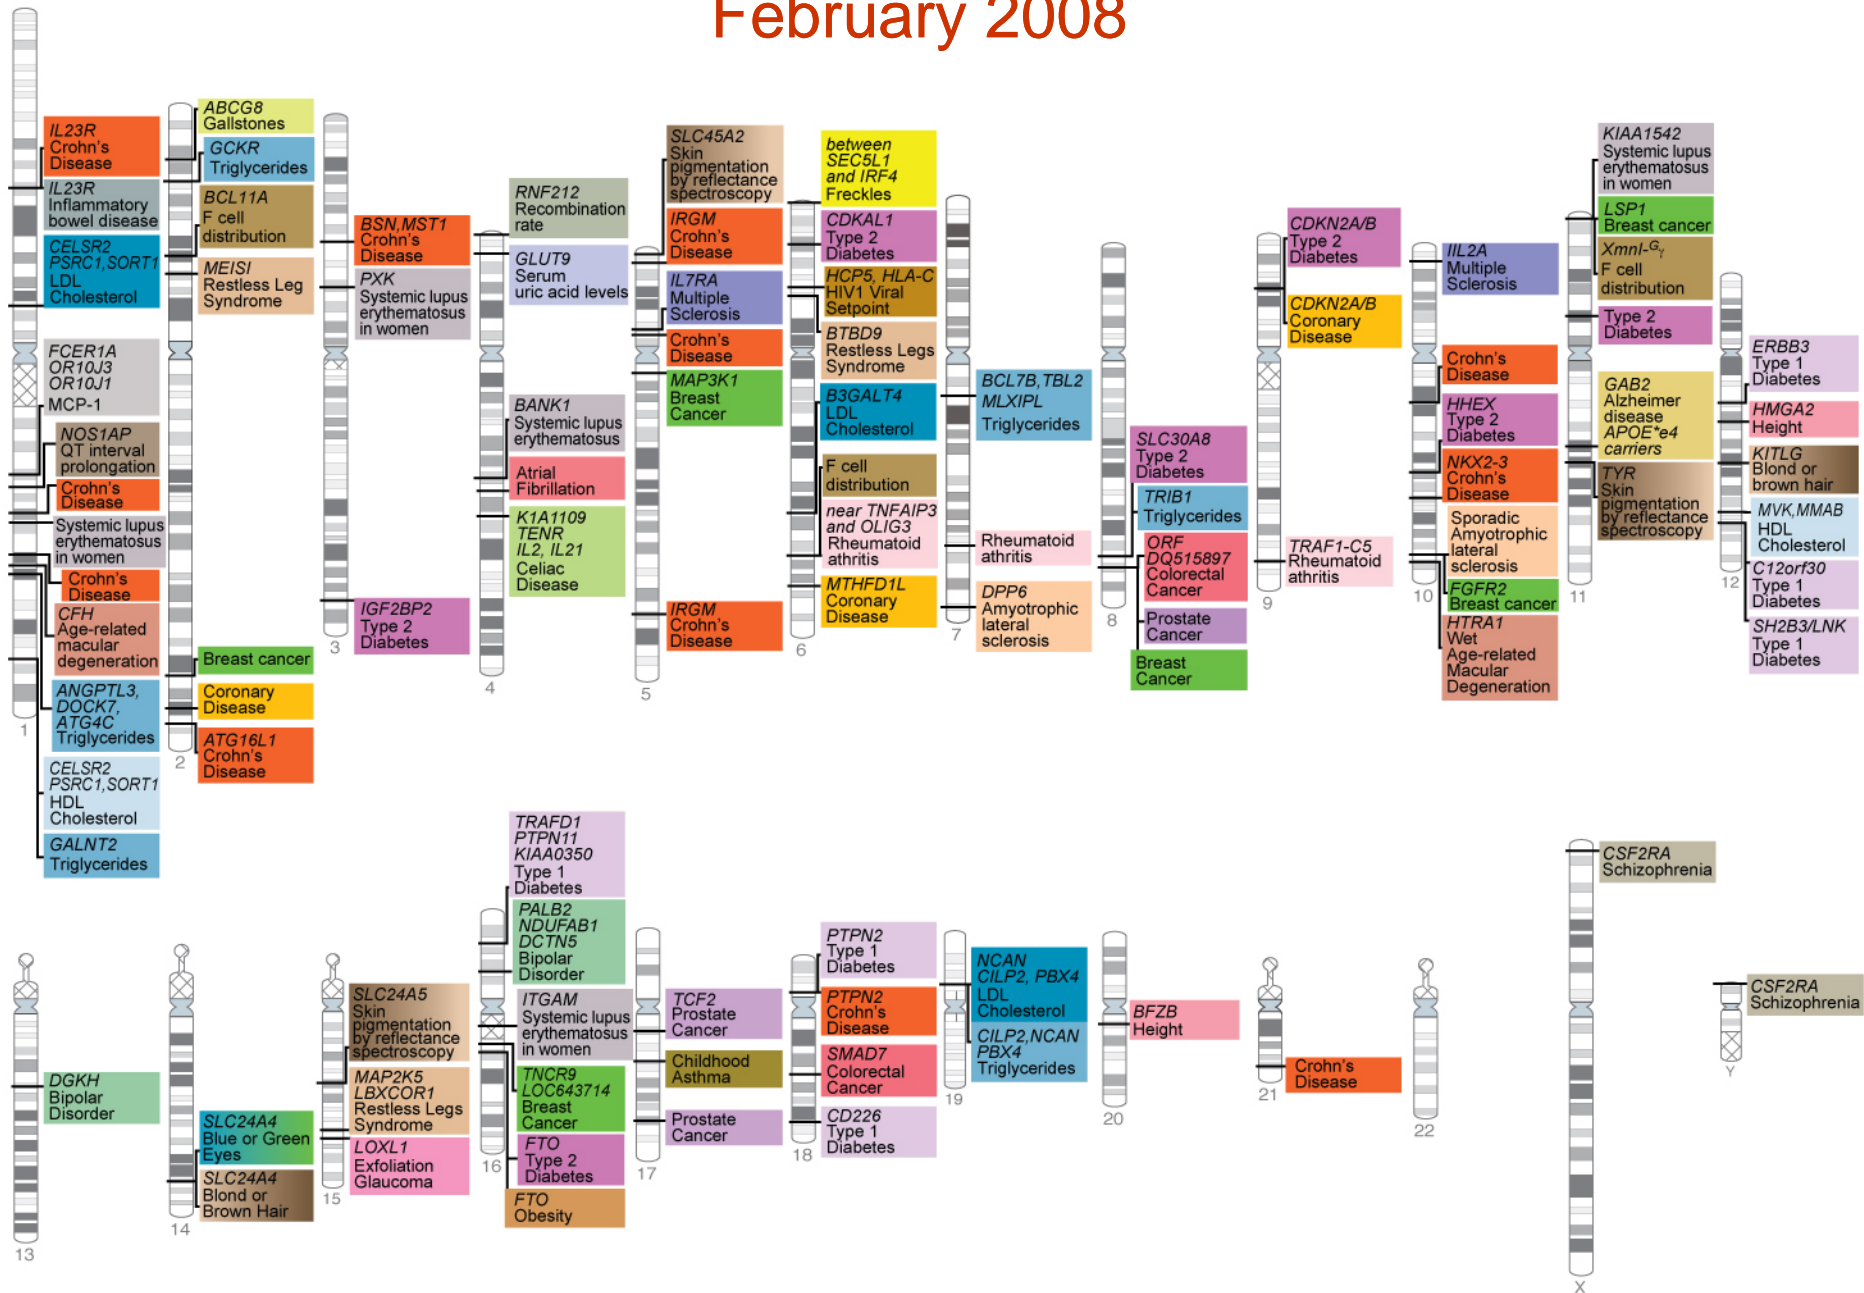 February 2008
IL23R
Crohn's
Disease
IL23R
Inflammatory
bowel disease
CELSR2
PSRC1,SORT1
LDL
Cholesterol
FCER1A
OR10J3
OR10J1
MCP-1
NOS1AP
QT interval
prolongation
Crohn's
Disease
Systemic lupus
erythematosus
in women
Crohn's
Disease
CFH
Age-related
macular
degeneration
ANGPTL3,
DOCK7,
ATG4C
Triglycerides
CELSR2
PSRC1,SORT1
HDL
Cholesterol
GALNT2
Triglycerides
1
ABCG8
Gallstones
GCKR
Triglycerides
BCL11A
F cell
distribution
MEISI
Restless Leg
Syndrome
Breast cancer
Coronary
Disease
ATG16L1
Crohn's
Disease
2
BSN,MST1
Crohn's
Disease
PXK
Systemic lupus
erythematosus
in women
IGF2BP2
Type 2
Diabetes
3
RNF212
Recombination
rate
GLUT9
Serum
uric acid levels
BANK1
Systemic lupus
erythematosus
Atrial
Fibrillation
K1A1109
TENR
IL2, IL21
Celiac
Disease
4
SLC45A2
Skin
pigmentation
by reflectance
spectroscopy
IRGM
Crohn's
Disease
IL7RA
Multiple
Sclerosis
Crohn's
Disease
MAP3K1
Breast
Cancer
IRGM
Crohn's
Disease
5
between
SEC5L1
and IRF4
Freckles
CDKAL1
Type 2
Diabetes
HCP5, HLA-C
HIV1 Viral
Setpoint
BTBD9
Restless Legs
Syndrome
B3GALT4
LDL
Cholesterol
F cell
distribution
near TNFAIP3
and OLIG3
Rheumatoid
athritis
MTHFD1L
Coronary
Disease
6
BCL7B,TBL2
MLXIPL
Triglycerides
Rheumatoid
athritis
DPP6
Amyotrophic
lateral
sclerosis
7
SLC30A8
Type 2
Diabetes
TRIB1
Triglycerides
ORF
DQ515897
Colorectal
Cancer
Prostate
Cancer
Breast
Cancer
8
CDKN2A/B
Type 2
Diabetes
CDKN2A/B
Coronary
Disease
TRAF1-C5
Rheumatoid
athritis
9
IIL2A
Multiple
Sclerosis
Crohn's
Disease
HHEX
Type 2
Diabetes
NKX2-3
Crohn's
Disease
Sporadic
Amyotrophic
lateral
sclerosis
FGFR2
Breast cancer
HTRA1
Wet
Age-related
Macular
Degeneration
10
KIAA1542
Systemic lupus
erythematosus
in women
LSP1
Breast cancer
XmnI-Gγ
F cell
distribution
Type 2
Diabetes
GAB2
Alzheimer
disease
APOE*e4
carriers
TYR
Skin
pigmentation
by reflectance
spectroscopy
11
ERBB3
Type 1
Diabetes
HMGA2
Height
KITLG
Blond or
brown hair
MVK,MMAB
HDL
Cholesterol
C12orf30
Type 1
Diabetes
SH2B3/LNK
Type 1
Diabetes
12
DGKH
Bipolar
Disorder
13
SLC24A4
Blue or Green
Eyes
SLC24A4
Blond or
Brown Hair
14
SLC24A5
Skin
pigmentation
by reflectance
spectroscopy
MAP2K5
LBXCOR1
Restless Legs
Syndrome
LOXL1
Exfoliation
Glaucoma
15
TRAFD1
PTPN11
KIAA0350
Type 1
Diabetes
PALB2
NDUFAB1
DCTN5
Bipolar
Disorder
ITGAM
Systemic lupus
erythematosus
in women
TNCR9
LOC643714
Breast
Cancer
FTO
Type 2
Diabetes
FTO
Obesity
16
TCF2
Prostate
Cancer
Childhood
Asthma
Prostate
Cancer
17
PTPN2
Type 1
Diabetes
PTPN2
Crohn's
Disease
SMAD7
Colorectal
Cancer
CD226
Type 1
Diabetes
18
NCAN
CILP2, PBX4
LDL
Cholesterol
CILP2,NCAN
PBX4
Triglycerides
19
BFZB
Height
20
Crohn's
Disease
21
22
CSF2RA
Schizophrenia
X
CSF2RA
Schizophrenia
Y